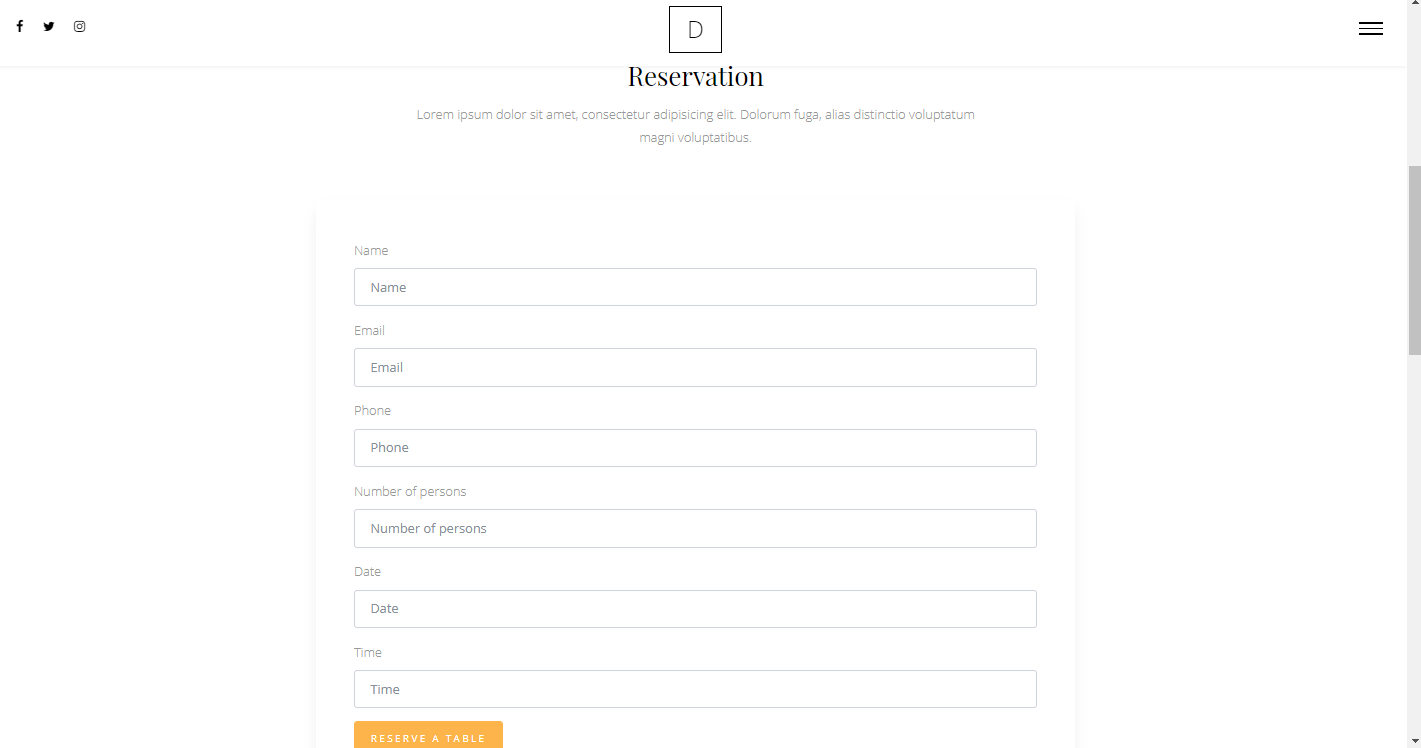 D
Reservation
Lorem ipsum dolor sit amet, consectetur adipisicing elit. Dolorum fuga, alias distinctio voluptatum
magni voluptatibus.
Name
Name
Email
Email
Phone
Phone
Number of persons
Number of persons
Date
Date
Time
Time
RESERVE A TABLE